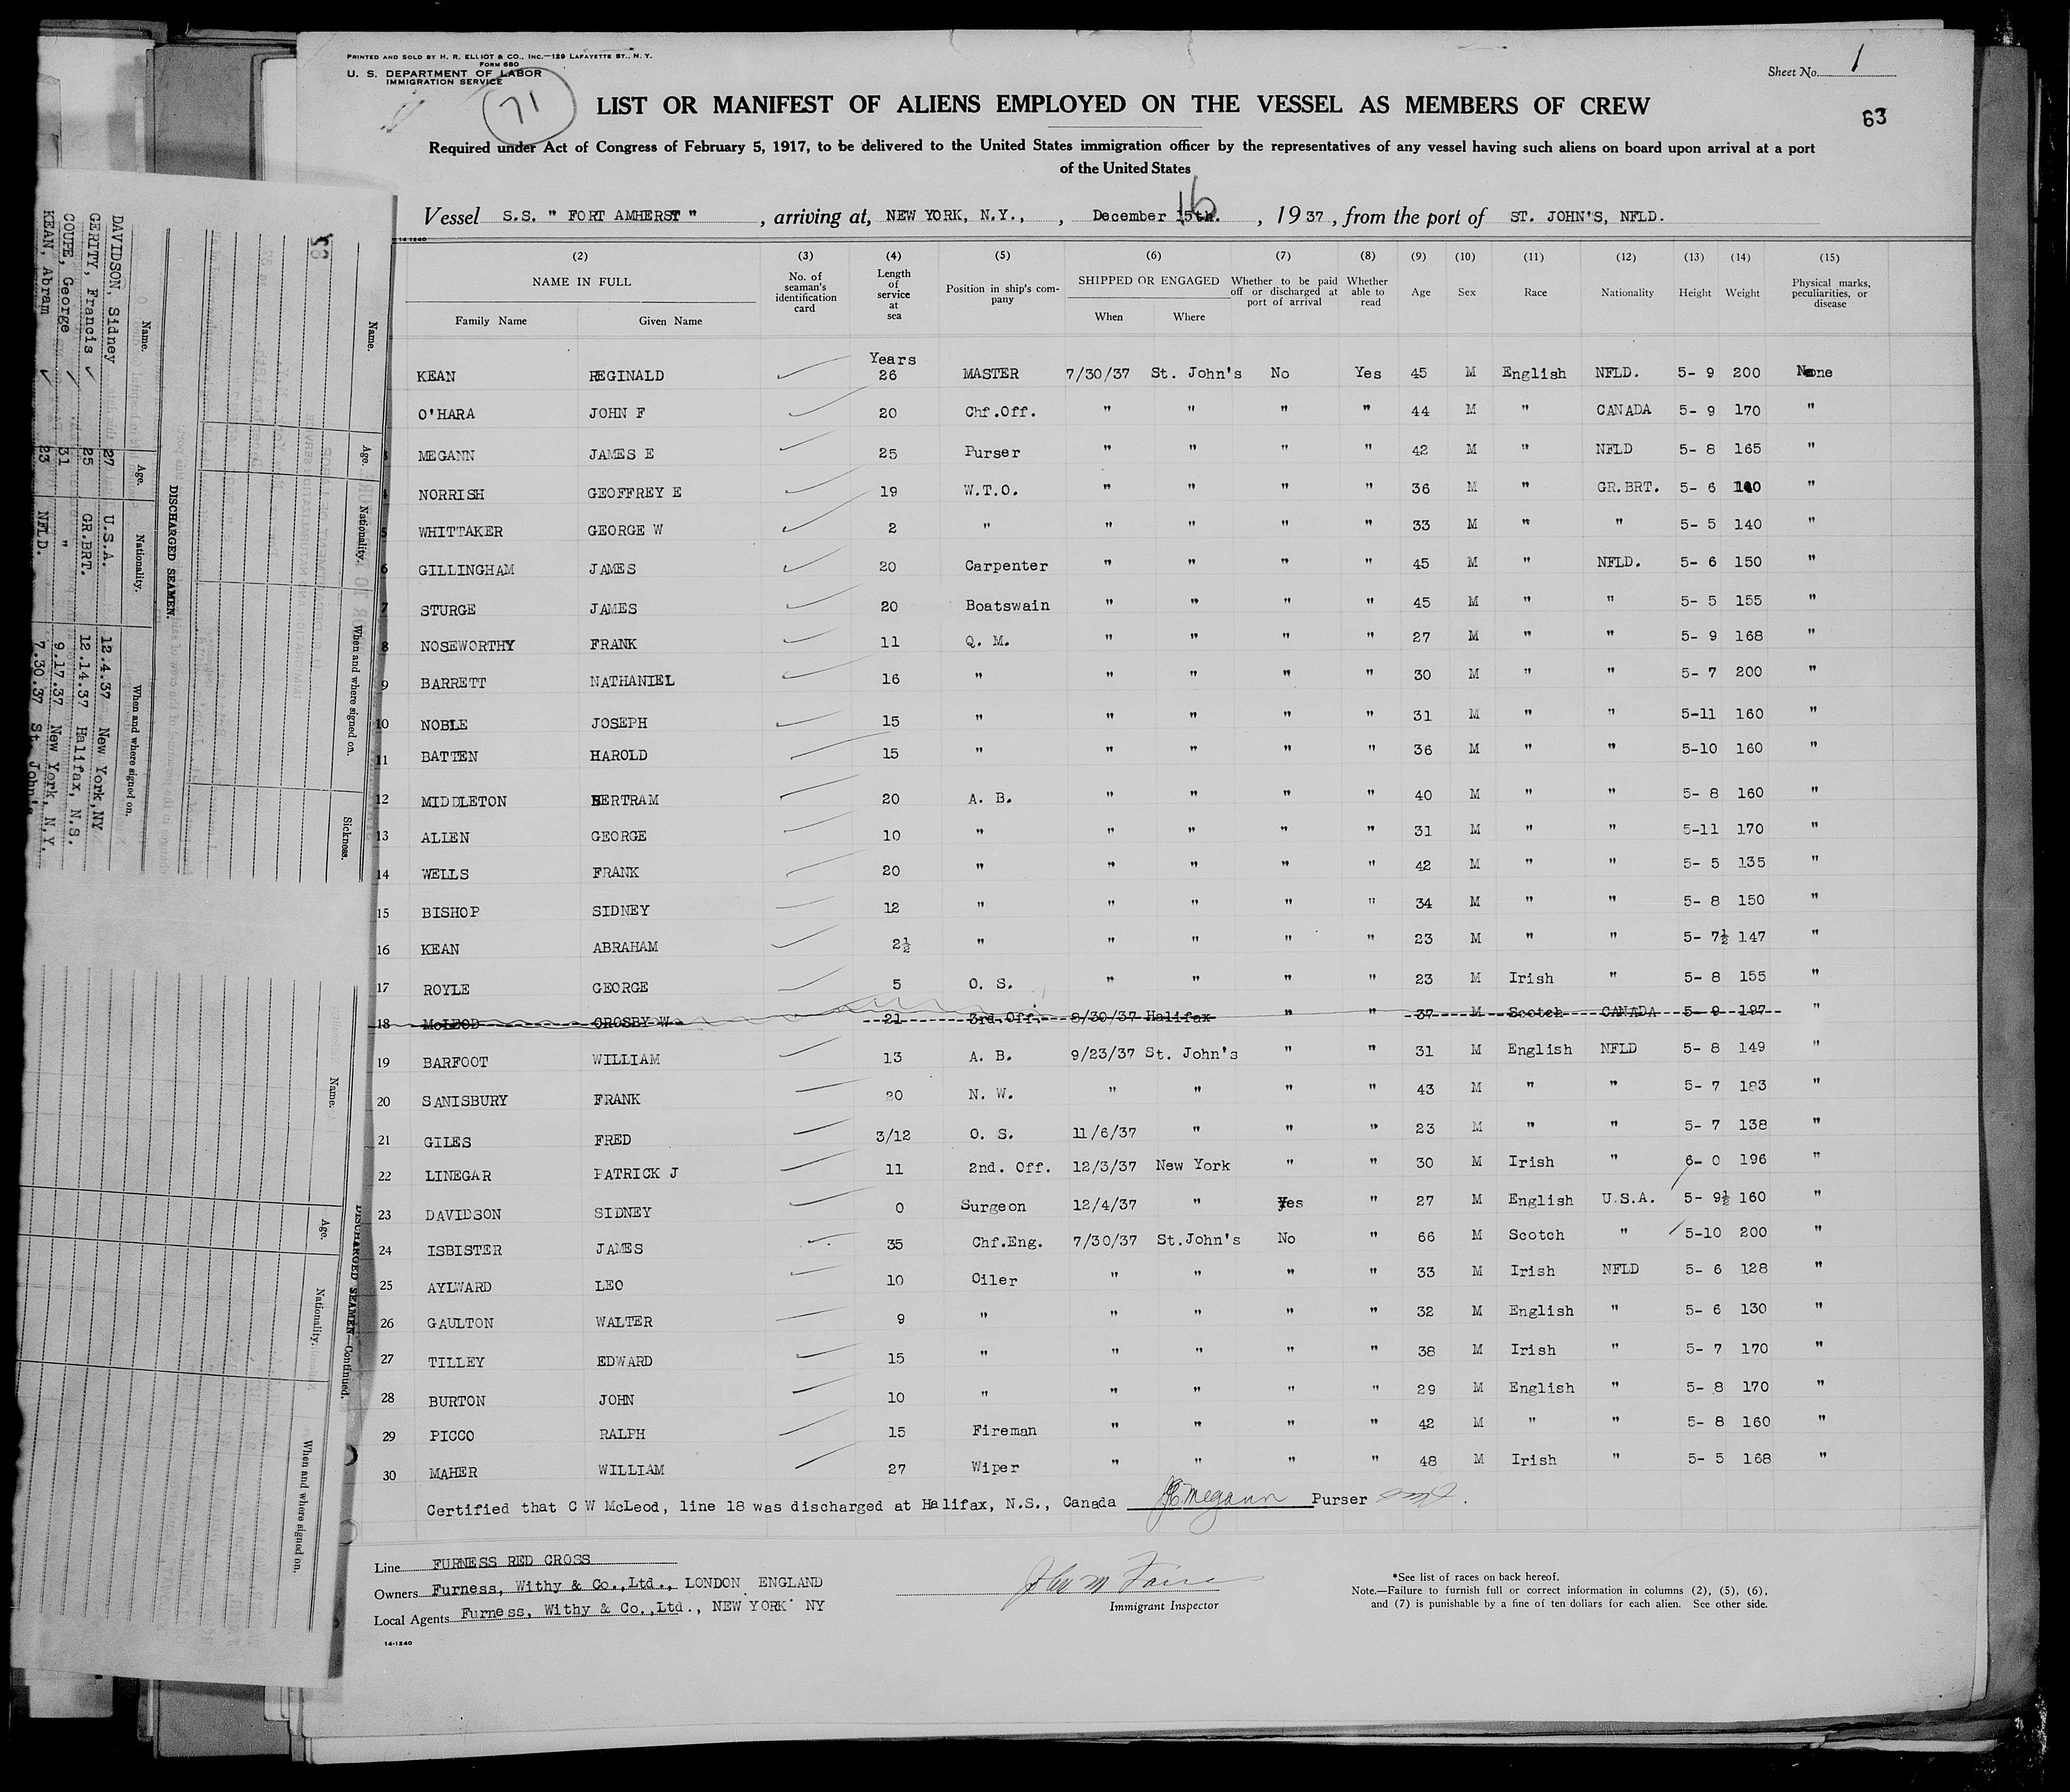 PRINTED AND SOLD BY H. R. ELLIOT & CO., INC.—129 LAFAYETTE ST., N. Y.
FORM 680
U. S. DEPARTMENT OF LABOR
IMMIGRATION SERVICE
71
Sheet No. 1
LIST OR MANIFEST OF ALIENS EMPLOYED ON THE VESSEL AS MEMBERS OF CREW
63
Required under Act of Congress of February 5, 1917, to be delivered to the United States immigration officer by the representatives of any vessel having such aliens on board upon arrival at a port
of the United States
Vessel S.S. " FORT AMHERST " , arriving at, NEW YORK, N.Y., , December 15th. 16 , 1937, from the port of ST. JOHN'S, NFLD.
14-1240
(2) (3) (4) (5) (6) (7) (8) (9) (10) (11) (12) (13) (14) (15)
NAME IN FULL No. of seaman's identification card Length of service at sea Position in ship's company SHIPPED OR ENGAGED Whether to be paid off or discharged at port of arrival Whether able to read Age Sex Race Nationality Height Weight Physical marks, peculiarities, or disease
Family Name Given Name When Where
Years
KEAN REGINALD 26 MASTER 7/30/37 St. John's No Yes 45 M English NFLD. 5- 9 200 None
O'HARA JOHN F 20 Chf.Off. " " " " 44 M " CANADA 5- 9 170 "
3 MEGANN JAMES E 25 Purser " " " " 42 M " NFLD 5- 8 165 "
4 NORRISH GEOFFREY E 19 W.T.O. " " " " 36 M " GR.BRT. 5- 6 "
5 WHITTAKER GEORGE W 2 " " " " " 33 M " " 5- 5 140 "
6 GILLINGHAM JAMES 20 Carpenter " " " " 45 M " NFLD. 5- 6 150 "
7 STURGE JAMES 20 Boatswain " " " " 45 M " " 5- 5 155 "
8 NOSEWORTHY FRANK 11 Q. M. " " " " 27 M " " 5- 9 168 "
9 BARRETT NATHANIEL 16 " " " " " 30 M " " 5- 7 200 "
10 NOBLE JOSEPH 15 " " " " " 31 M " " 5-11 160 "
11 BATTEN HAROLD 15 " " " " " 36 M " " 5-10 160 "
12 MIDDLETON BERTRAM 20 A. B. " " " " 40 M " " 5- 8 160 "
13 ALLEN GEORGE 10 " " " " " 31 M " " 5-11 170 "
14 WELLS FRANK 20 " " " " " 42 M " " 5- 5 135 "
15 BISHOP SIDNEY 12 " " " " " 34 M " " 5- 8 150 "
16 KEAN ABRAHAM 2½ " " " " " 23 M " " 5- 7½ 147 "
17 ROYLE GEORGE 5 O. S. " " " " 23 M Irish " 5- 8 155 "
18 McLEOD CROSBY W 21 3rd.Off. 8/30/37 Halifax " " 37 M Scotch CANADA 5- 9 197 "
19 BARFOOT WILLIAM 13 A. B. 9/23/37 St. John's " " 31 M English NFLD 5- 8 149 "
20 SANISBURY FRANK 20 N. W. " " " " 43 M " " 5- 7 183 "
21 GILES FRED 3/12 O. S. 11/6/37 " " " 23 M " " 5- 7 138 "
22 LINEGAR PATRICK J 11 2nd. Off. 12/3/37 New York " " 30 M Irish " 6- 0 196 "
23 DAVIDSON SIDNEY 0 Surgeon 12/4/37 " Yes " 27 M English U.S.A. 5- 9½ 160 "
24 ISBISTER JAMES 35 Chf.Eng. 7/30/37 St.John's No " 66 M Scotch " 5-10 200 "
25 AYLWARD LEO 10 Oiler " " " " 33 M Irish NFLD 5- 6 128 "
26 GAULTON WALTER 9 " " " " " 32 M English " 5- 6 130 "
27 TILLEY EDWARD 15 " " " " " 38 M Irish " 5- 7 170 "
28 BURTON JOHN 10 " " " " " 29 M English " 5- 8 170 "
29 PICCO RALPH 15 Fireman " " " " 42 M " " 5- 8 160 "
30 MAHER WILLIAM 27 Wiper " " " " 48 M Irish " 5- 5 168 "
Certified that C W McLeod, line 18 was discharged at Halifax, N.S., Canada J.E. Megann Purser
Line FURNESS RED CROSS
Owners Furness, Withy & Co.,Ltd., LONDON ENGLAND
Local Agents Furness, Withy & Co.,Ltd., NEW YORK NY
14-1240
Immigrant Inspector
*See list of races on back hereof.
Note.—Failure to furnish full or correct information in columns (2), (5), (6),
and (7) is punishable by a fine of ten dollars for each alien. See other side.
Name. Age. Nationality. When and where signed on. Sickness.
DISCHARGED SEAMEN.
Name. Age. Nationality. When and where signed on.
DAVIDSON, Sidney 27 U.S.A. 12.4.37 New York,NY
GERITY, Francis 25 GR.BRT. 12.14.37 Halifax, N.S.
COUPE, George 31 " 9.17.37 New York, N.Y.
KEAN, Abram 23 NFLD. 7.30.37 St. John's
DISCHARGED SEAMEN—Continued.
Name. Age. Nationality. When and where signed on.